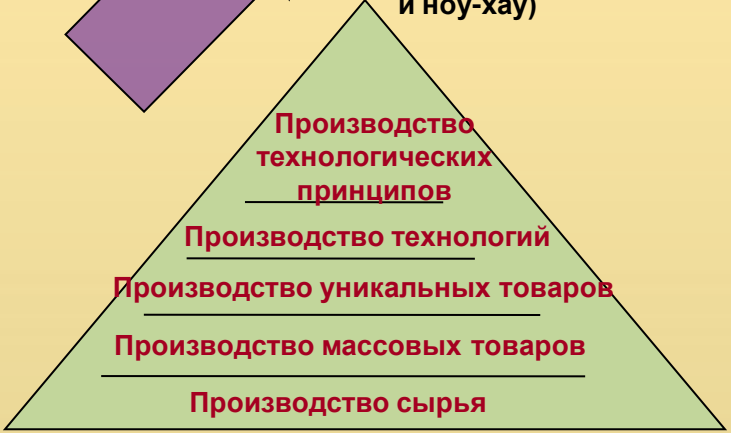 и ноу-хау)
Производство
технологических
принципов
Производство технологий
Производство уникальных товаров
Производство массовых товаров
Производство сырья